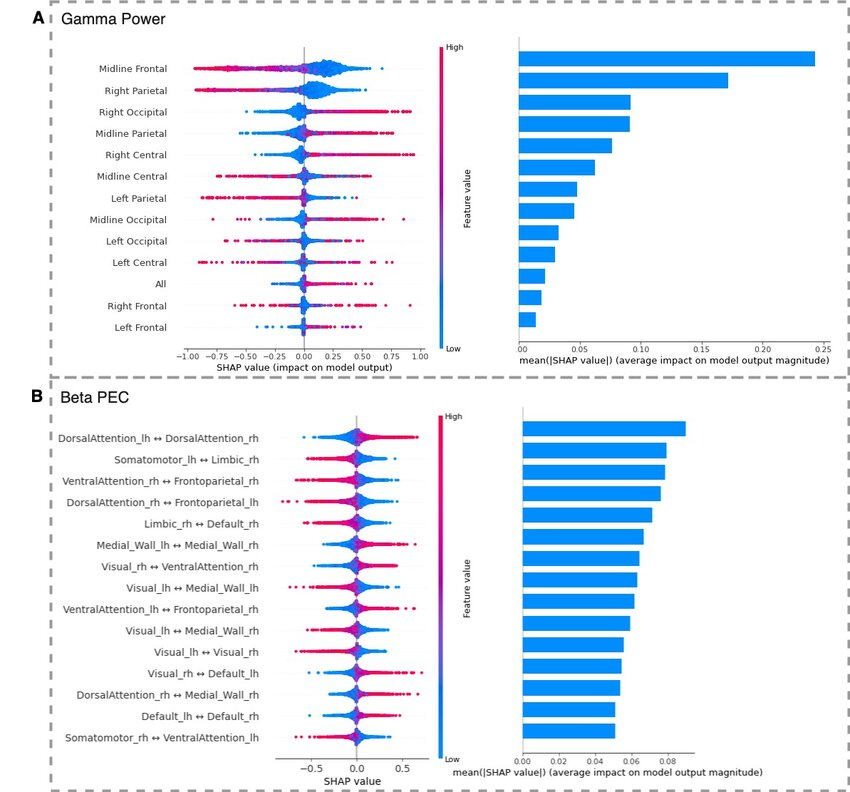 A
Gamma Power
High
Midline Frontal
Right Parietal
Right Occipital
Midline Parietal
Right Central
Midline Central
Left Parietal
Midline Occipital
Left Occipital
Left Central
All
Right Frontal
Left Frontal
Feature value
Low
−1.00 −0.75 −0.50 −0.25 0.00 0.25 0.50 0.75 1.00
SHAP value (impact on model output)
.00 0.05 0.10 0.15 0.20 0.25
mean(|SHAP value|) (average impact on model output magnitude)
B
Beta PEC
High
DorsalAttention_lh ↔ DorsalAttention_rh
Somatomotor_lh ↔ Limbic_rh
VentralAttention_rh ↔ Frontoparietal_lh
DorsalAttention_rh ↔ Frontoparietal_lh
Limbic_rh ↔ Default_rh
Medial_Wall_lh ↔ Medial_Wall_rh
Visual_rh ↔ VentralAttention_rh
Visual_lh ↔ Medial_Wall_lh
VentralAttention_lh ↔ Frontoparietal_rh
Visual_lh ↔ Medial_Wall_rh
Visual_lh ↔ Visual_rh
Visual_rh ↔ Default_lh
DorsalAttention_rh ↔ Medial_Wall_rh
Default_lh ↔ Default_rh
Somatomotor_rh ↔ VentralAttention_lh
Feature value
Low
−0.5 0.0 0.5
SHAP value
0.00 0.02 0.04 0.06 0.08
mean(|SHAP value|) (average impact on model output magnitude)